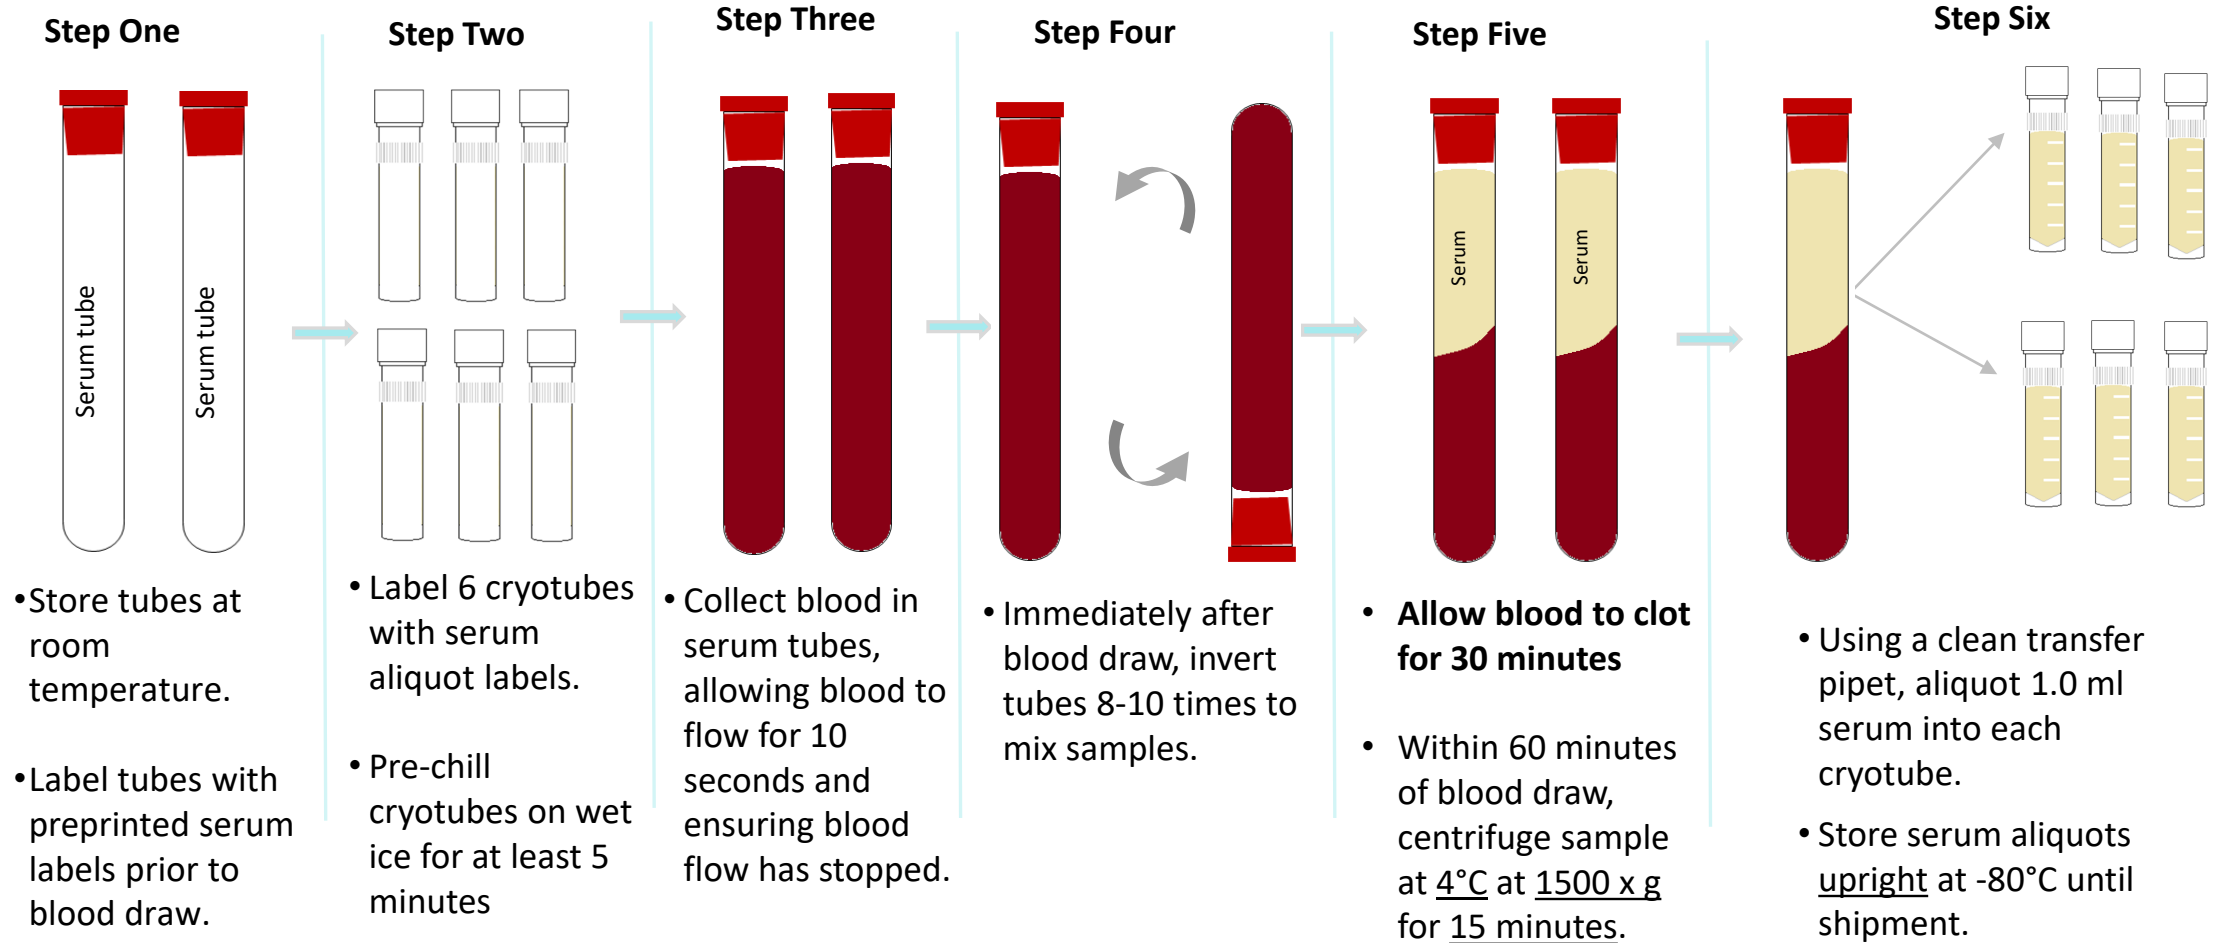 Step One
Serum tube
Serum tube
•Store tubes at
room
temperature.
•Label tubes with
preprinted serum
labels prior to
blood draw.
Step Two
• Label 6 cryotubes
with serum
aliquot labels.
• Pre-chill
cryotubes on wet
ice for at least 5
minutes
Step Three
• Collect blood in
serum tubes,
allowing blood to
flow for 10
seconds and
ensuring blood
flow has stopped.
Step Four
• Immediately after
blood draw, invert
tubes 8-10 times to
mix samples.
Step Five
Serum
Serum
• Allow blood to clot
for 30 minutes
• Within 60 minutes
of blood draw,
centrifuge sample
at 4°C at 1500 x g
for 15 minutes.
Step Six
• Using a clean transfer
pipet, aliquot 1.0 ml
serum into each
cryotube.
• Store serum aliquots
upright at -80°C until
shipment.